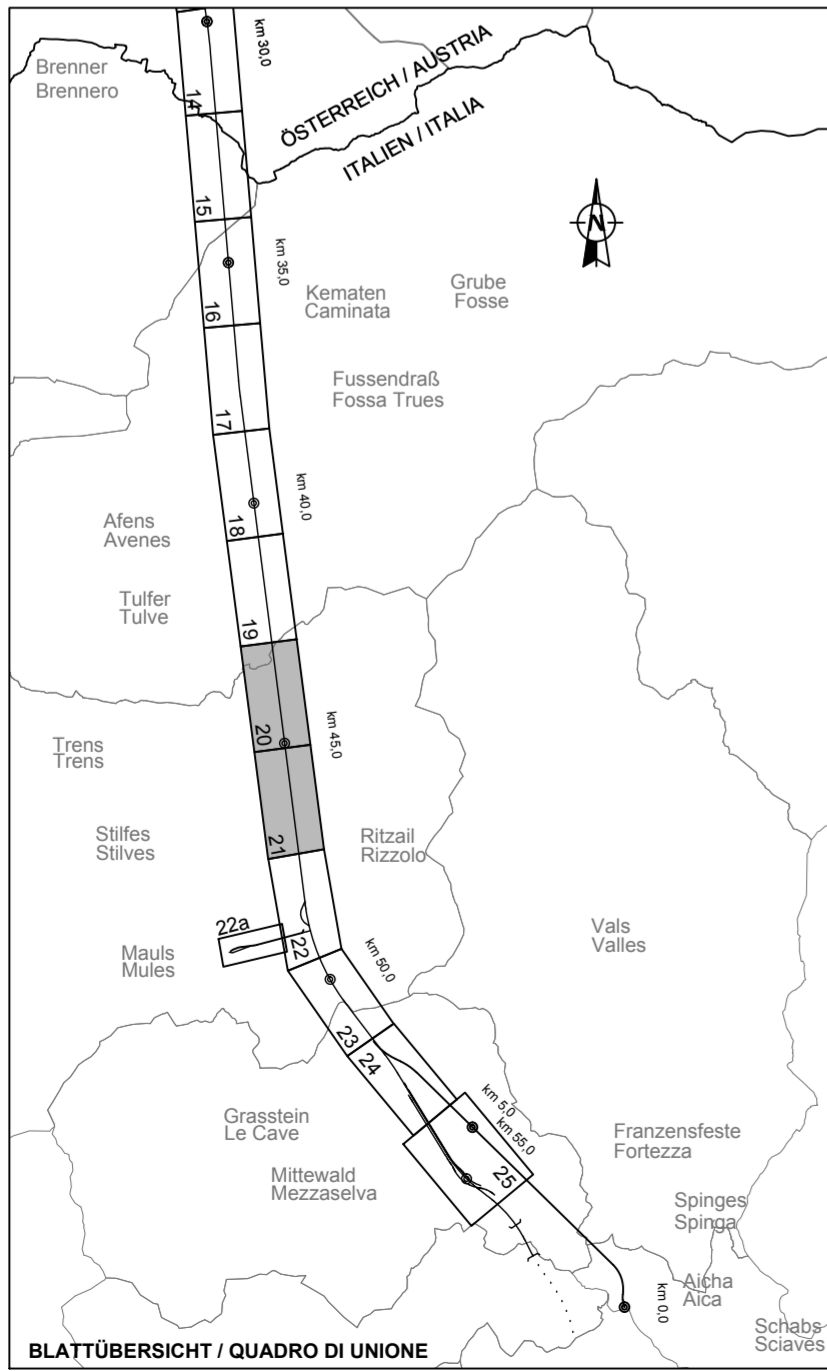 km 30,0
Brenner
Brennero
14
ÖSTERREICH / AUSTRIA
ITALIEN / ITALIA
15
N
km 35,0
16
Kematen
Caminata
Grube
Fosse
Fussendraß
Fossa Trues
17
km 40,0
18
Afens
Avenes
Tulfer
Tulve
19
km 45,0
20
Trens
Trens
Stilfes
Stilves
21
Ritzail
Rizzolo
22a
22
Mauls
Mules
Vals
Valles
km 50,0
23
24
Grasstein
Le Cave
km 5,0
km 55,0
25
Franzensfeste
Fortezza
Mittewald
Mezzaselva
Spinges
Spinga
km 0,0
Aicha
Aica
Schabs
Sciaves
BLATTÜBERSICHT / QUADRO DI UNIONE